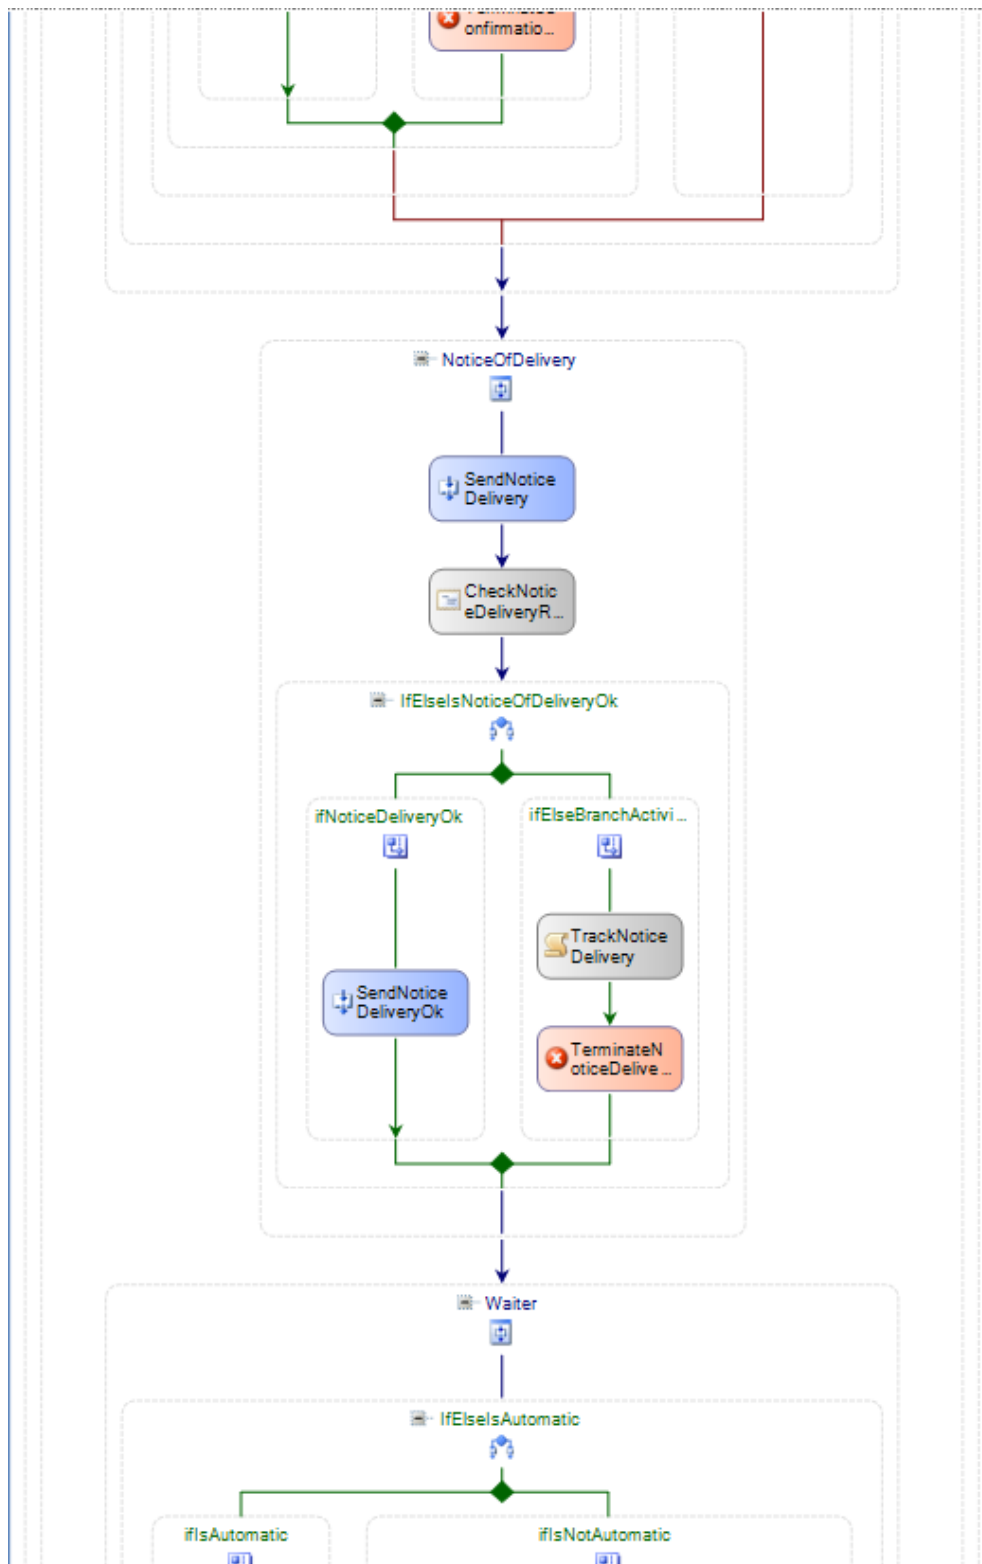 onfirmatio...
NoticeOfDelivery
SendNotice
Delivery
CheckNotic
eDeliveryR...
IfElseIsNoticeOfDeliveryOk
ifNoticeDeliveryOk
ifElseBranchActivi...
TrackNotice
Delivery
SendNotice
DeliveryOk
TerminateN
oticeDelive...
Waiter
IfElseIsAutomatic
ifIsAutomatic
ifIsNotAutomatic